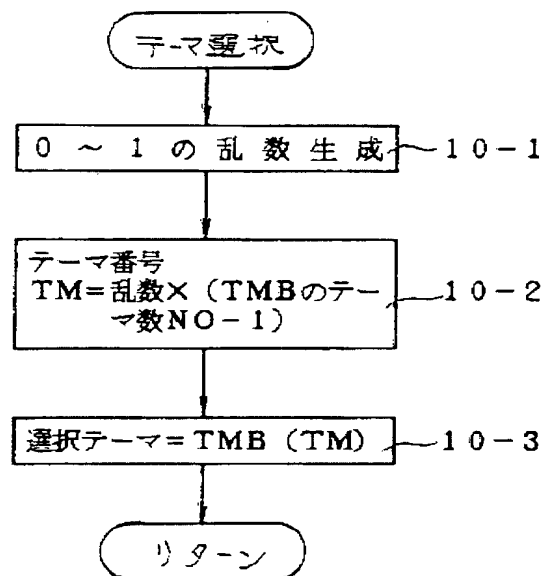 テーマ選択
0 ~ 1 の 乱 数 生 成 10-1
テーマ番号
TM=乱数×(TMBのテー 10-2
マ数NO-1)
選択テーマ=TMB(TM) 10-3
リターン